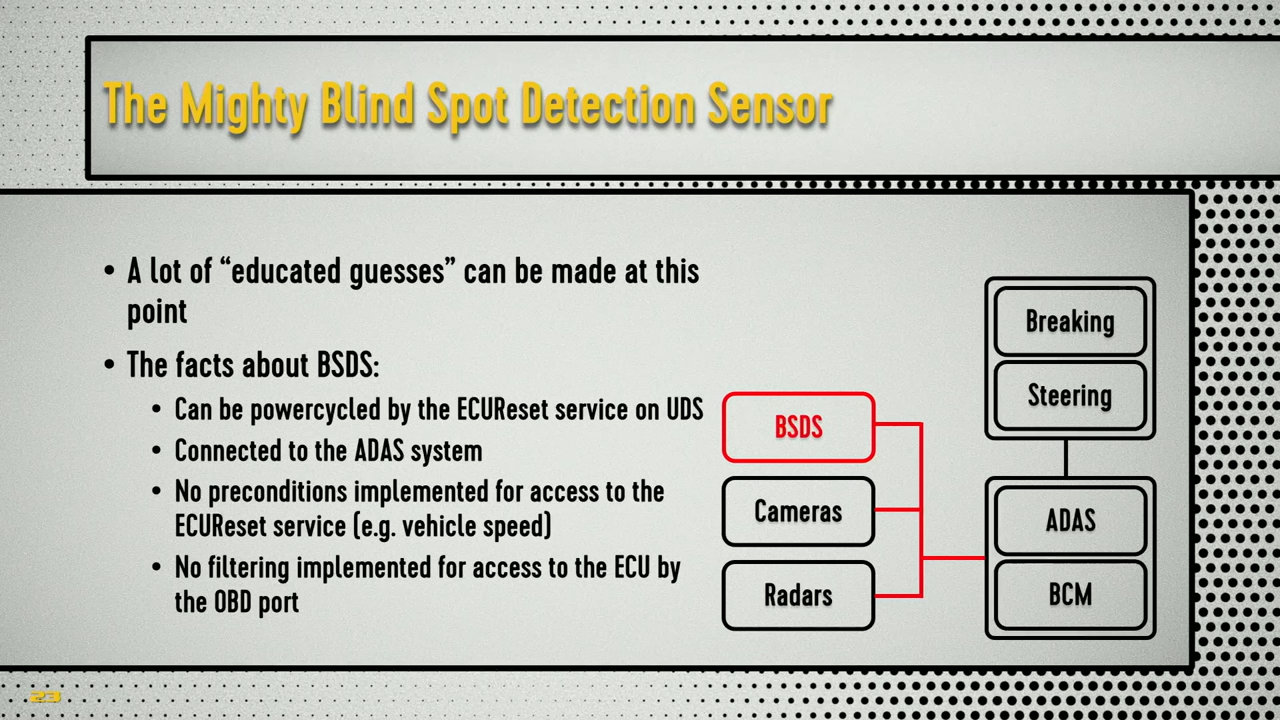 The Mighty Blind Spot Detection Sensor
• A lot of “educated guesses” can be made at this
point
• The facts about BSDS:
• Can be powercycled by the ECUReset service on UDS
• Connected to the ADAS system
• No preconditions implemented for access to the
ECUReset service (e.g. vehicle speed)
• No filtering implemented for access to the ECU by
the OBD port
BSDS
Cameras
Radars
Breaking
Steering
ADAS
BCM
23